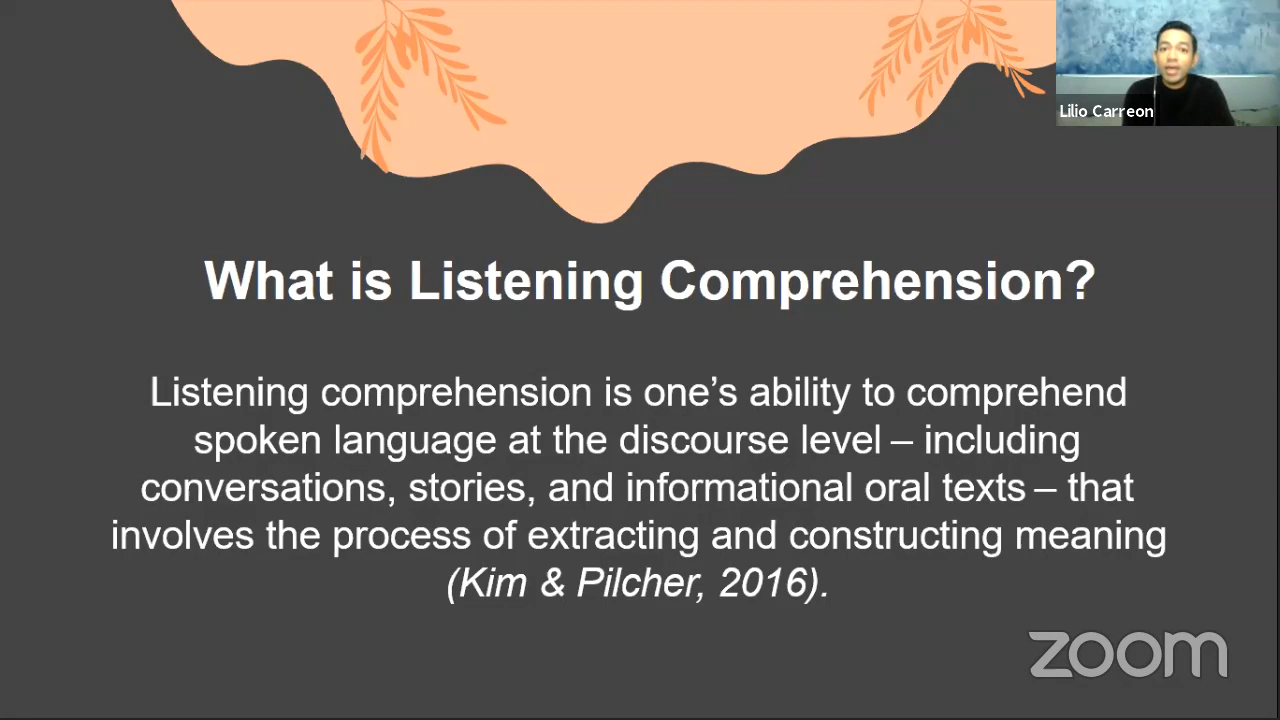 Lilio Carreon
What is Listening Comprehension?
Listening comprehension is one’s ability to comprehend
spoken language at the discourse level – including
conversations, stories, and informational oral texts – that
involves the process of extracting and constructing meaning
(Kim & Pilcher, 2016).
zoom